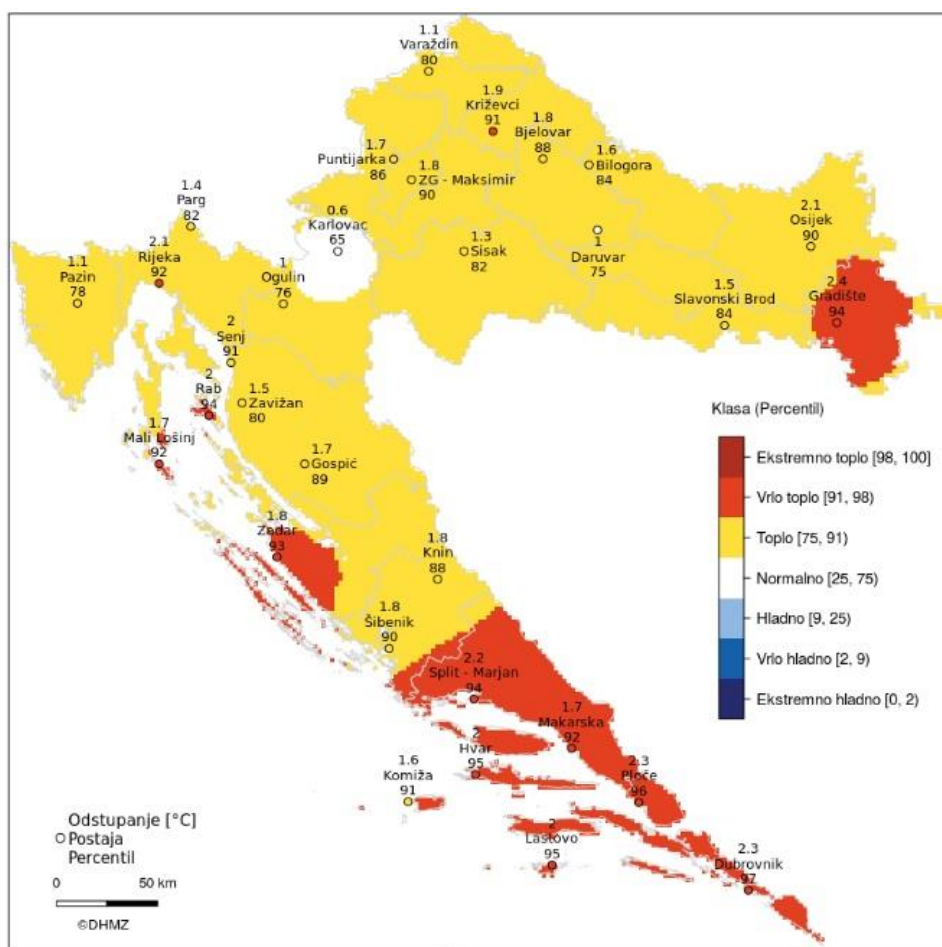 1.1
Varaždin
80
1.9
Križevci
91
1.8
Bjelovar
88
1.7
Puntijarka
86
1.8
ZG - Maksimir
90
1.6
Bilogora
84
1.4
Parg
82
0.6
Karlovac
65
2.1
Osijek
90
2.1
Rijeka
92
1.3
Sisak
82
1
Daruvar
75
1.1
Pazin
78
1
Ogulin
76
1.5
Slavonski Brod
84
2.4
Gradište
94
2
Senj
91
2
Rab
94
1.5
Zavižan
80
1.7
Mali Lošinj
92
1.7
Gospić
89
1.8
Zadar
93
1.8
Knin
88
1.8
Šibenik
90
2.2
Split - Marjan
94
1.7
Makarska
92
2
Hvar
95
1.6
Komiža
91
2.3
Ploče
96
2
Lastovo
95
2.3
Dubrovnik
97
Klasa (Percentil)
Ekstremno toplo [98, 100]
Vrlo toplo [91, 98)
Toplo [75, 91)
Normalno [25, 75)
Hladno [9, 25)
Vrlo hladno [2, 9)
Ekstremno hladno [0, 2)
Odstupanje [°C]
Postaja
Percentil
0 50 km
©DHMZ